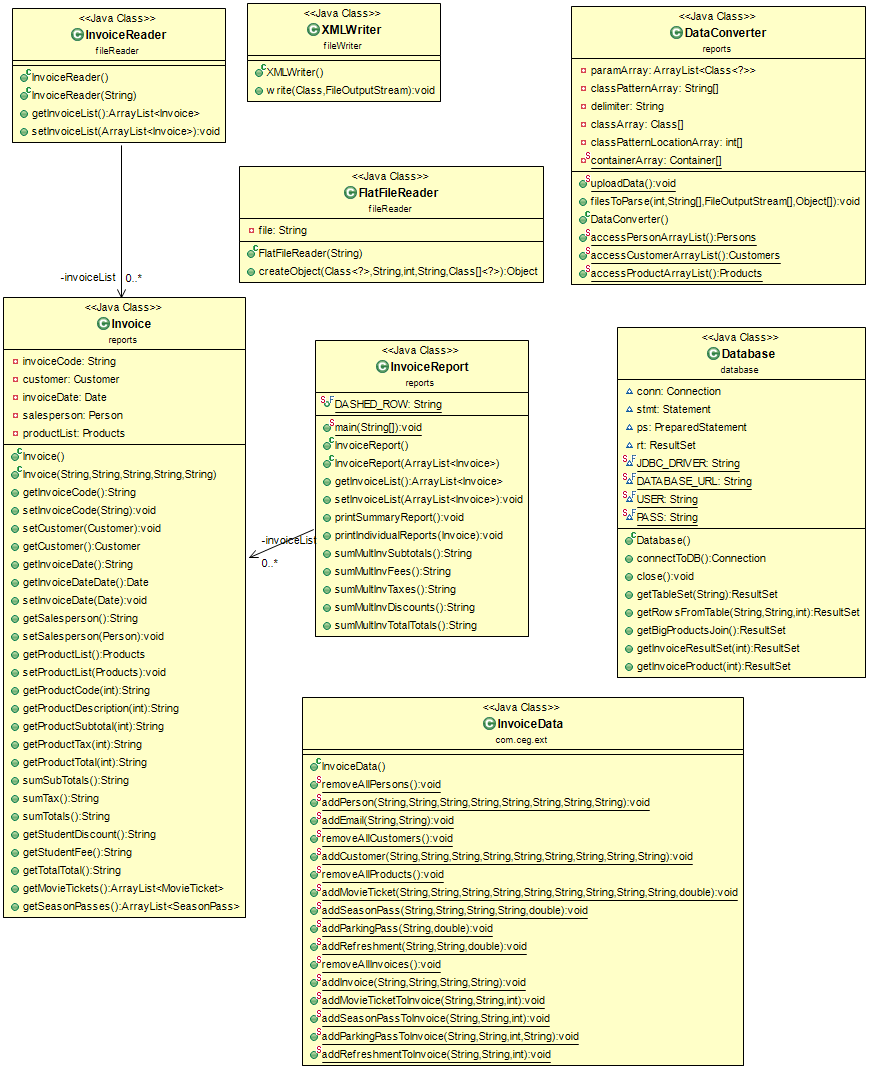 <<Java Class>>
InvoiceReader
fileReader
InvoiceReader()
InvoiceReader(String)
getInvoiceList():ArrayList<Invoice>
setInvoiceList(ArrayList<Invoice>):void
<<Java Class>>
XMLWriter
fileWriter
XMLWriter()
write(Class,FileOutputStream):void
<<Java Class>>
DataConverter
reports
paramArray: ArrayList<Class<?>>
classPatternArray: String[]
delimiter: String
classArray: Class[]
classPatternLocationArray: int[]
containerArray: Container[]
uploadData():void
filesToParse(int,String[],FileOutputStream[],Object[]):void
DataConverter()
accessPersonArrayList():Persons
accessCustomerArrayList():Customers
accessProductArrayList():Products
<<Java Class>>
FlatFileReader
fileReader
file: String
FlatFileReader(String)
createObject(Class<?>,String,int,String,Class[]<?>):Object
-invoiceList
0..*
<<Java Class>>
Invoice
reports
invoiceCode: String
customer: Customer
invoiceDate: Date
salesperson: Person
productList: Products
Invoice()
Invoice(String,String,String,String,String)
getInvoiceCode():String
setInvoiceCode(String):void
setCustomer(Customer):void
getCustomer():Customer
getInvoiceDate():String
getInvoiceDateDate():Date
setInvoiceDate(Date):void
getSalesperson():String
setSalesperson(Person):void
getProductList():Products
setProductList(Products):void
getProductCode(int):String
getProductDescription(int):String
getProductSubtotal(int):String
getProductTax(int):String
getProductTotal(int):String
sumSubTotals():String
sumTax():String
sumTotals():String
getStudentDiscount():String
getStudentFee():String
getTotalTotal():String
getMovieTickets():ArrayList<MovieTicket>
getSeasonPasses():ArrayList<SeasonPass>
<<Java Class>>
InvoiceReport
reports
DASHED_ROW: String
main(String[]):void
InvoiceReport()
InvoiceReport(ArrayList<Invoice>)
getInvoiceList():ArrayList<Invoice>
setInvoiceList(ArrayList<Invoice>):void
printSummaryReport():void
printIndividualReports(Invoice):void
sumMultInvSubtotals():String
sumMultInvFees():String
sumMultInvTaxes():String
sumMultInvDiscounts():String
sumMultInvTotalTotals():String
-invoiceList
0..*
<<Java Class>>
Database
database
conn: Connection
stmt: Statement
ps: PreparedStatement
rt: ResultSet
JDBC_DRIVER: String
DATABASE_URL: String
USER: String
PASS: String
Database()
connectToDB():Connection
close():void
getTableSet(String):ResultSet
getRowsFromTable(String,String,int):ResultSet
getBigProductsJoin():ResultSet
getInvoiceResultSet(int):ResultSet
getInvoiceProduct(int):ResultSet
<<Java Class>>
InvoiceData
com.ceg.ext
InvoiceData()
removeAllPersons():void
addPerson(String,String,String,String,String,String,String,String):void
addEmail(String,String):void
removeAllCustomers():void
addCustomer(String,String,String,String,String,String,String,String,String):void
removeAllProducts():void
addMovieTicket(String,String,String,String,String,String,String,String,String,double):void
addSeasonPass(String,String,String,String,double):void
addParkingPass(String,double):void
addRefreshment(String,String,double):void
removeAllInvoices():void
addInvoice(String,String,String,String):void
addMovieTicketToInvoice(String,String,int):void
addSeasonPassToInvoice(String,String,int):void
addParkingPassToInvoice(String,String,int,String):void
addRefreshmentToInvoice(String,String,int):void